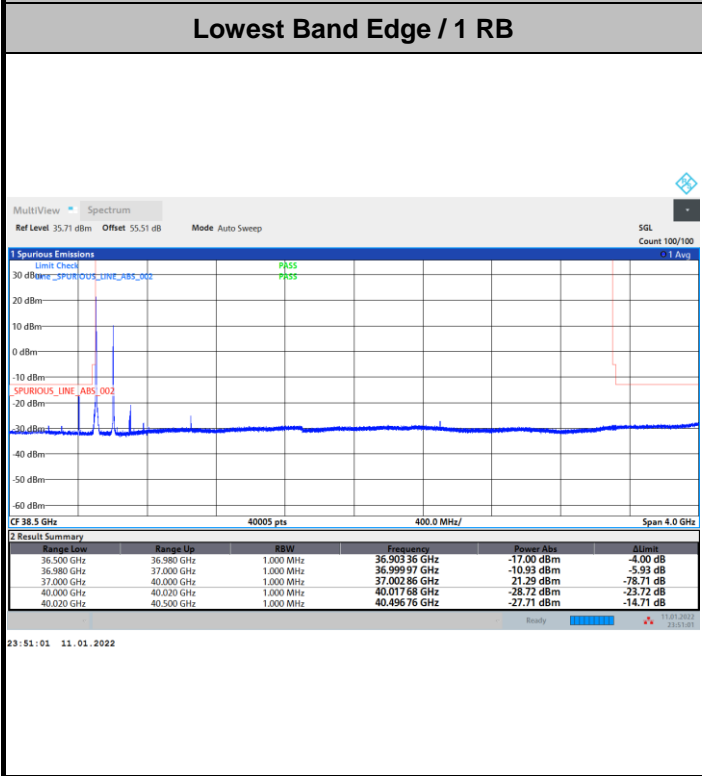 Lowest Band Edge / 1 RB
MultiView Spectrum
Ref Level 35.71 dBm Offset 55.51 dB Mode Auto Sweep SGL
Count 100/100
1 Spurious Emissions 1 Avg
Limit Check PASS
30 dBm Line _SPURIOUS_LINE_ABS_002 PASS
20 dBm
10 dBm
0 dBm
-10 dBm
_SPURIOUS_LINE_ABS_002
-20 dBm
-30 dBm
-40 dBm
-50 dBm
-60 dBm
CF 38.5 GHz 40005 pts 400.0 MHz/ Span 4.0 GHz
2 Result Summary
Range Low Range Up RBW Frequency Power Abs ΔLimit
36.500 GHz 36.980 GHz 1.000 MHz 36.903 36 GHz -17.00 dBm -4.00 dB
36.980 GHz 37.000 GHz 1.000 MHz 36.999 97 GHz -10.93 dBm -5.93 dB
37.000 GHz 40.000 GHz 1.000 MHz 37.002 86 GHz 21.29 dBm -78.71 dB
40.000 GHz 40.020 GHz 1.000 MHz 40.017 68 GHz -28.72 dBm -23.72 dB
40.020 GHz 40.500 GHz 1.000 MHz 40.496 76 GHz -27.71 dBm -14.71 dB
Ready 11.01.2022
23:51:01
23:51:01 11.01.2022